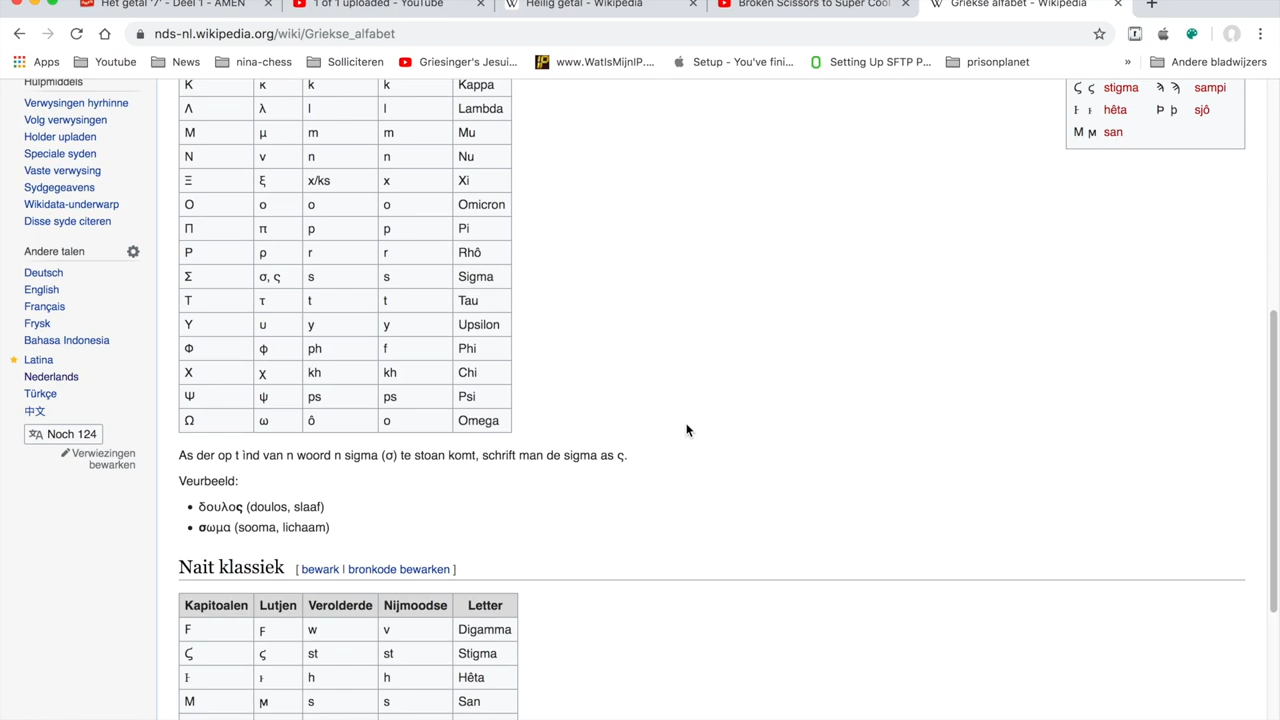 Het getal '7' - Deel 1 - AMEN
1 of 1 uploaded - YouTube
Heilig getal - Wikipedia
Broken Scissors to Super Cool
Griekse alfabet - Wikipedia
nds-nl.wikipedia.org/wiki/Griekse_alfabet
Apps Youtube News nina-chess Solliciteren Griesinger's Jesui... www.WatIsMijnIP.... Setup - You've fini... Setting Up SFTP P... prisonplanet » Andere bladwijzers
Hulpmiddels
Verwysingen hyrhinne
Volg verwysingen
Holder upladen
Speciale syden
Vaste verwysing
Sydgegevens
Wikidata-underwarp
Disse syde citeren
Andere talen
Deutsch
English
Français
Frysk
Bahasa Indonesia
Latina
Nederlands
Türkçe
中文
Noch 124
Verwiezingen
bewarken
Κ κ k k Kappa
Λ λ l l Lambda
Μ μ m m Mu
Ν ν n n Nu
Ξ ξ x/ks x Xi
Ο ο o o Omicron
Π π p p Pi
Ρ ρ r r Rhô
Σ σ, ς s s Sigma
Τ τ t t Tau
Υ υ y y Upsilon
Φ φ ph f Phi
Χ χ kh kh Chi
Ψ ψ ps ps Psi
Ω ω ô o Omega
As der op t ìnd van n woord n sigma (σ) te stoan komt, schrift man de sigma as ς.
Veurbeeld:
• δουλος (doulos, slaaf)
• σωμα (sooma, lichaam)
Nait klassiek [ bewark | bronkode bewarken ]
Kapitoalen Lutjen Verolderde Nijmoodse Letter
Ϝ ϝ w v Digamma
Ϛ ϛ st st Stigma
Ⱶ ⱶ h h Hêta
Ϻ ϻ s s San
Ϛ ϛ stigma Ϡ ϡ sampi
Ⱶ ⱶ hêta Ϸ ϸ sjô
Ϻ ϻ san